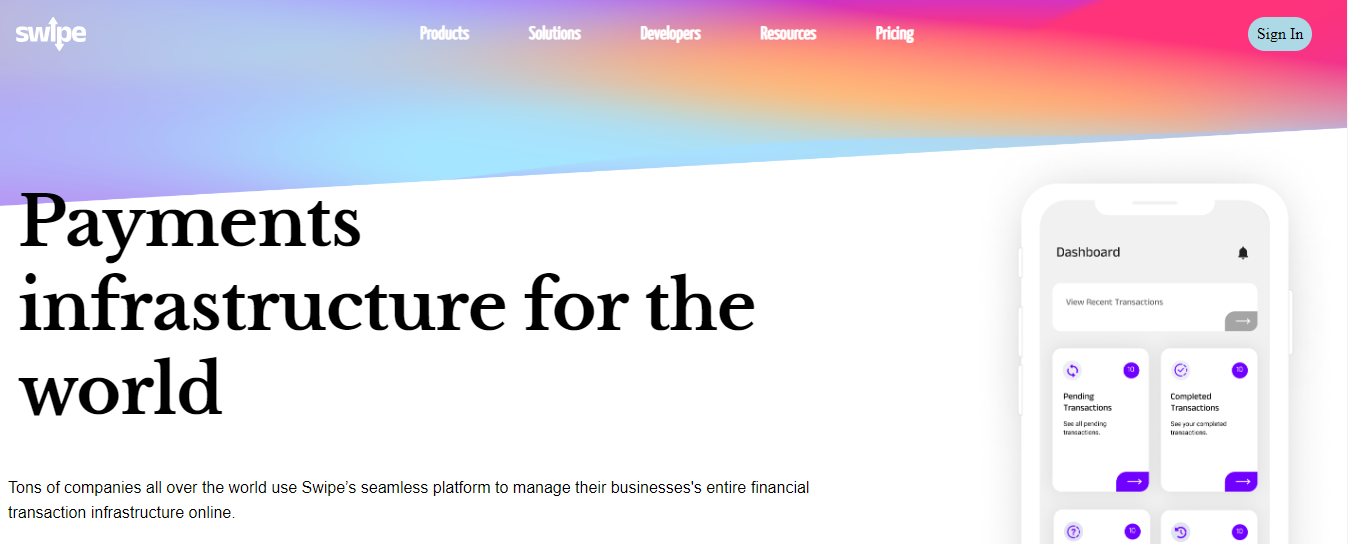 swipe
Products Solutions Developers Resources Pricing Sign In
Payments
infrastructure for the
world
Tons of companies all over the world use Swipe’s seamless platform to manage their businesses's entire financial
transaction infrastructure online.
Dashboard
View Recent Transactions
10
Pending
Transactions
See all pending
transactions.
10
Completed
Transactions
See your completed
transactions.
10
10